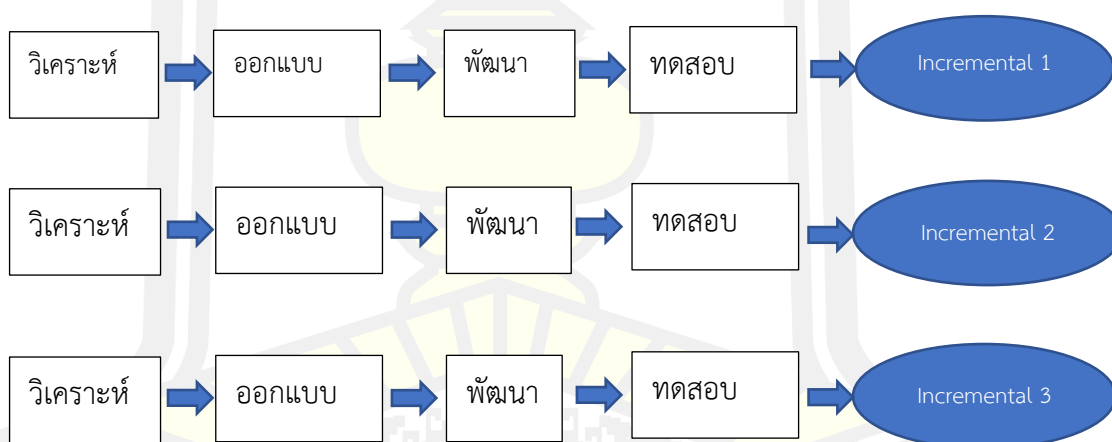 วิเคราะห์ ออกแบบ พัฒนา ทดสอบ Incremental 1
วิเคราะห์ ออกแบบ พัฒนา ทดสอบ Incremental 2
วิเคราะห์ ออกแบบ พัฒนา ทดสอบ Incremental 3